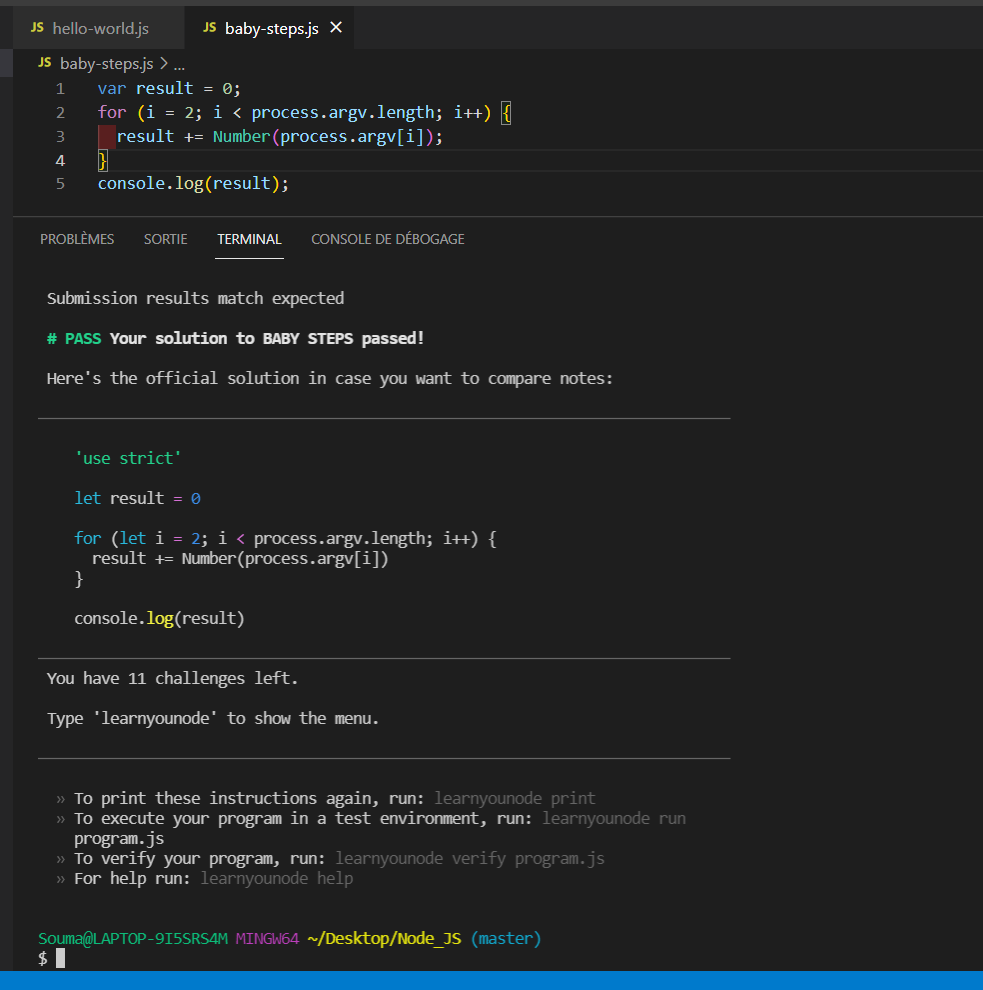 JS hello-world.js JS baby-steps.js ×
JS baby-steps.js > ...
1 var result = 0;
2 for (i = 2; i < process.argv.length; i++) {
3 result += Number(process.argv[i]);
4 }
5 console.log(result);
PROBLÈMES SORTIE TERMINAL CONSOLE DE DÉBOGAGE
Submission results match expected
# PASS Your solution to BABY STEPS passed!
Here's the official solution in case you want to compare notes:
'use strict'
let result = 0
for (let i = 2; i < process.argv.length; i++) {
result += Number(process.argv[i])
}
console.log(result)
You have 11 challenges left.
Type 'learnyounode' to show the menu.
» To print these instructions again, run: learnyounode print
» To execute your program in a test environment, run: learnyounode run
program.js
» To verify your program, run: learnyounode verify program.js
» For help run: learnyounode help
Souma@LAPTOP-9I5SRS4M MINGW64 ~/Desktop/Node_JS (master)
$